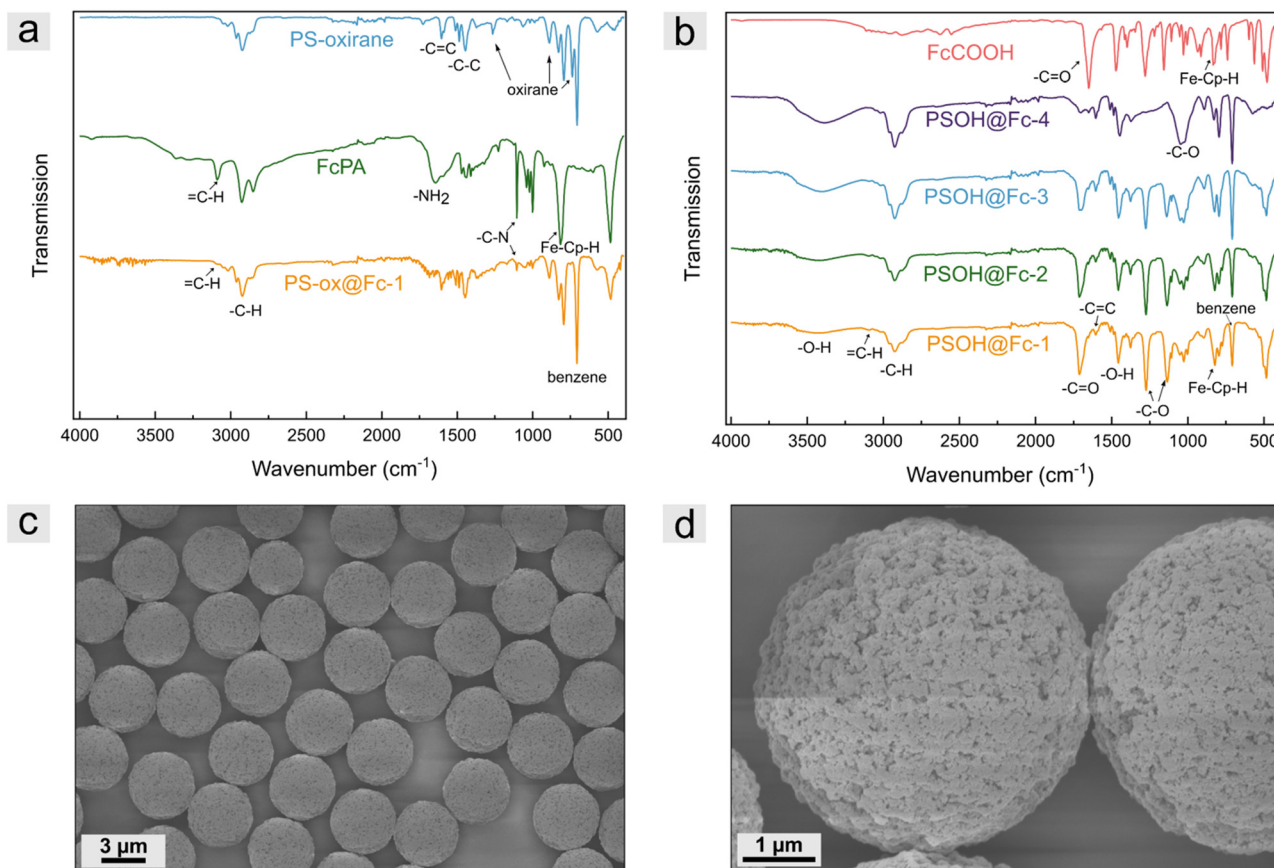 a
PS-oxirane
-C=C
-C-C
oxirane
FcPA
=C-H
-NH₂
-C-N
Fe-Cp-H
PS-ox@Fc-1
=C-H
-C-H
benzene
Transmission
4000 3500 3000 2500 2000 1500 1000 500
Wavenumber (cm⁻¹)
b
FcCOOH
-C=O
Fe-Cp-H
PSOH@Fc-4
-C-O
PSOH@Fc-3
PSOH@Fc-2
-C=C
benzene
PSOH@Fc-1
-O-H
=C-H
-C-H
-C=O
-O-H
-C-O
Fe-Cp-H
Transmission
4000 3500 3000 2500 2000 1500 1000 500
Wavenumber (cm⁻¹)
c
3 µm
d
1 µm